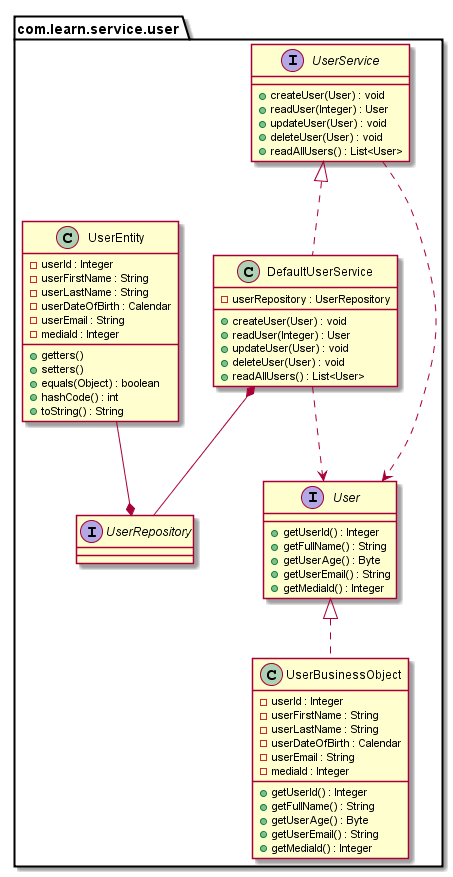 com.learn.service.user
I UserService
createUser(User) : void
readUser(Integer) : User
updateUser(User) : void
deleteUser(User) : void
readAllUsers() : List<User>
C UserEntity
userId : Integer
userFirstName : String
userLastName : String
userDateOfBirth : Calendar
userEmail : String
mediaId : Integer
getters()
setters()
equals(Object) : boolean
hashCode() : int
toString() : String
C DefaultUserService
userRepository : UserRepository
createUser(User) : void
readUser(Integer) : User
updateUser(User) : void
deleteUser(User) : void
readAllUsers() : List<User>
I UserRepository
I User
getUserId() : Integer
getFullName() : String
getUserAge() : Byte
getUserEmail() : String
getMediaId() : Integer
C UserBusinessObject
userId : Integer
userFirstName : String
userLastName : String
userDateOfBirth : Calendar
userEmail : String
mediaId : Integer
getUserId() : Integer
getFullName() : String
getUserAge() : Byte
getUserEmail() : String
getMediaId() : Integer